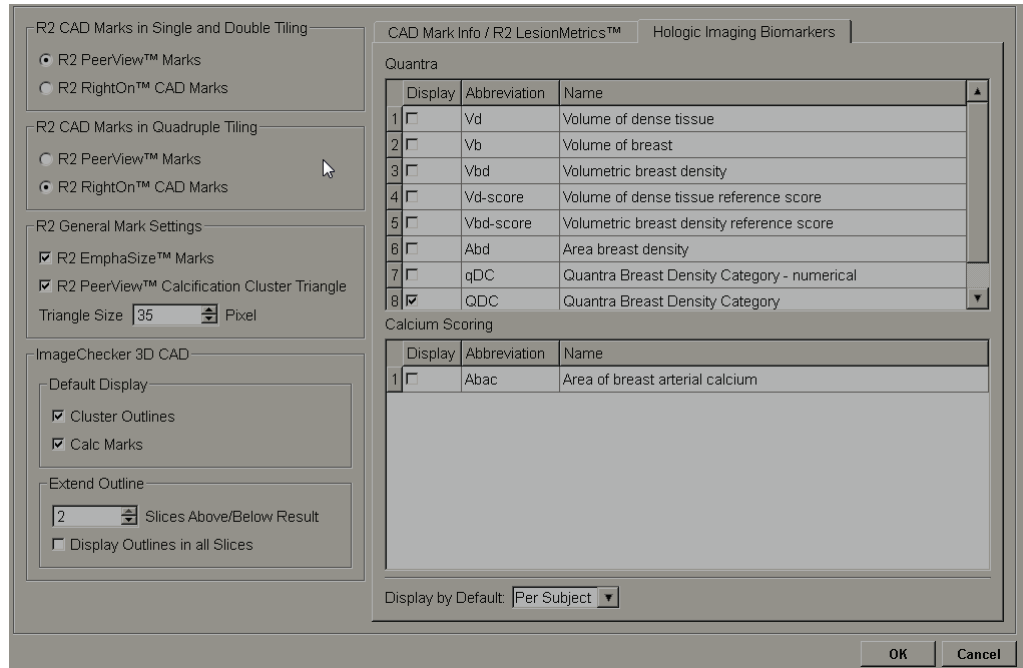 R2 CAD Marks in Single and Double Tiling
R2 PeerView™ Marks
R2 RightOn™ CAD Marks
R2 CAD Marks in Quadruple Tiling
R2 PeerView™ Marks
R2 RightOn™ CAD Marks
R2 General Mark Settings
R2 EmphaSize™ Marks
R2 PeerView™ Calcification Cluster Triangle
Triangle Size 35 Pixel
ImageChecker 3D CAD
Default Display
Cluster Outlines
Calc Marks
Extend Outline
2 Slices Above/Below Result
Display Outlines in all Slices
CAD Mark Info / R2 LesionMetrics™ Hologic Imaging Biomarkers
Quantra
Display Abbreviation Name
1 Vd Volume of dense tissue
2 Vb Volume of breast
3 Vbd Volumetric breast density
4 Vd-score Volume of dense tissue reference score
5 Vbd-score Volumetric breast density reference score
6 Abd Area breast density
7 qDC Quantra Breast Density Category - numerical
8 QDC Quantra Breast Density Category
Calcium Scoring
Display Abbreviation Name
1 Abac Area of breast arterial calcium
Display by Default: Per Subject
OK Cancel